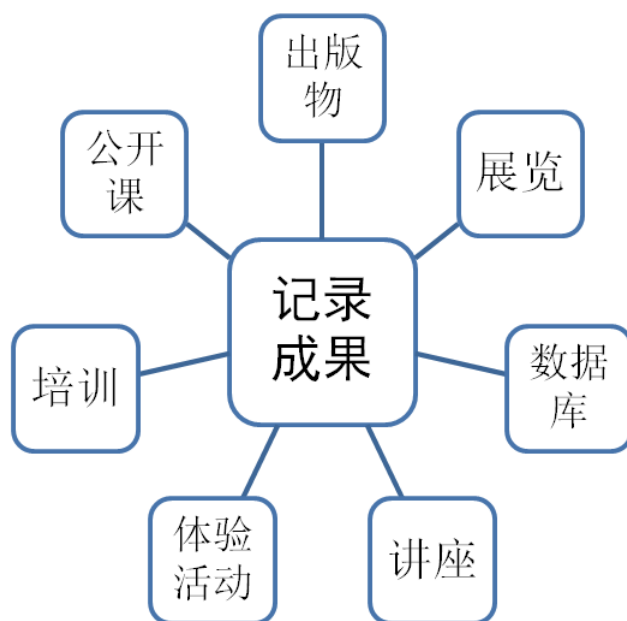 出版
物
公开
课
展览
记录
成果
培训
数据
库
体验
活动
讲座